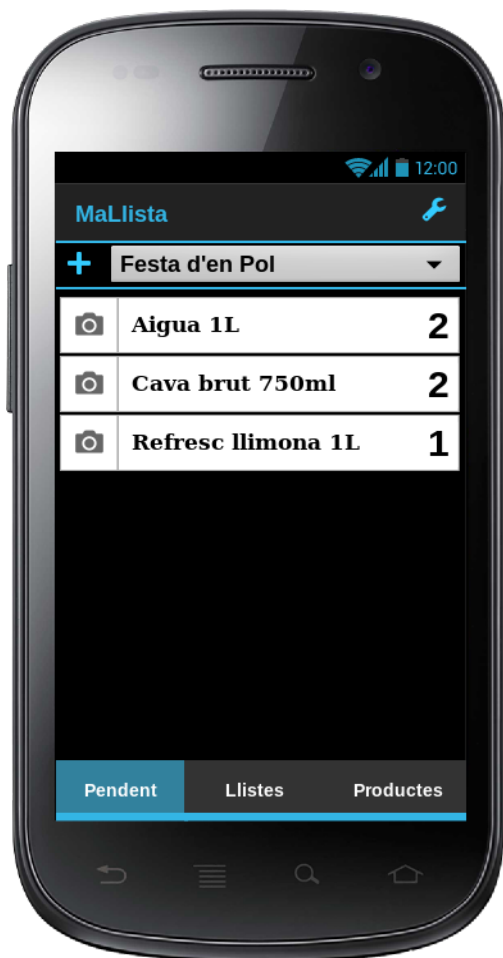 12:00
MaLlista
Festa d'en Pol
Aigua 1L 2
Cava brut 750ml 2
Refresc llimona 1L 1
Pendent Llistes Productes